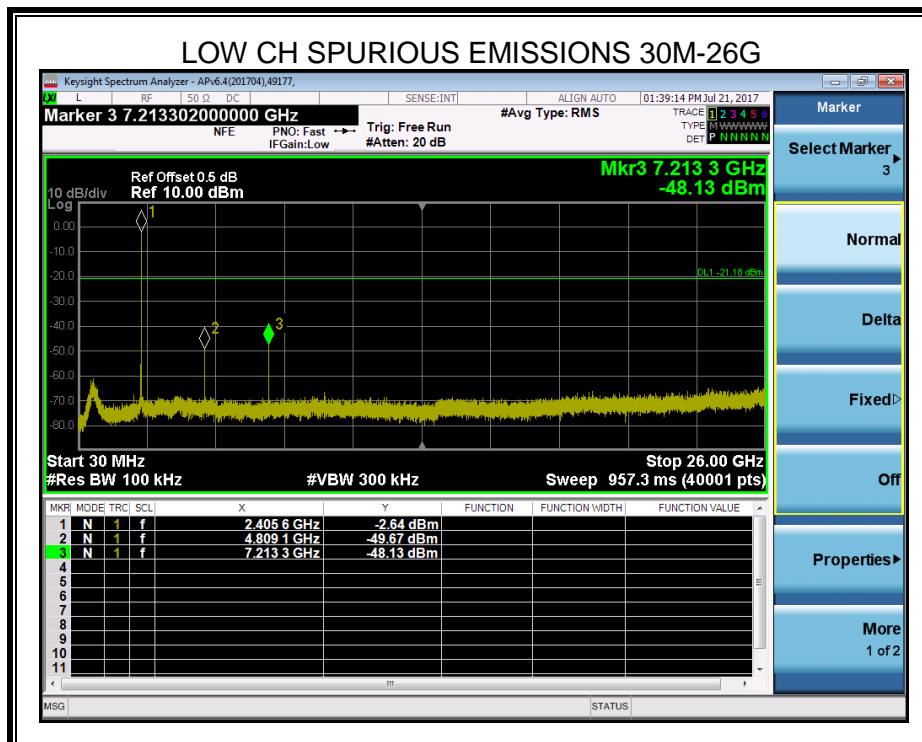 LOW CH SPURIOUS EMISSIONS 30M-26G
Keysight Spectrum Analyzer - APv6.4(201704),49177,
LXI L RF 50 Ω DC SENSE:INT ALIGN AUTO 01:39:14 PM Jul 21, 2017
Marker 3 7.213302000000 GHz #Avg Type: RMS TRACE 1 2 3 4 5 6
NFE PNO: Fast Trig: Free Run TYPE M W W W W W
IFGain:Low #Atten: 20 dB DET P N N N N N
Mkr3 7.213 3 GHz
-48.13 dBm
Ref Offset 0.5 dB
10 dB/div Ref 10.00 dBm
Log
0.00
-10.0
-20.0
-30.0
-40.0
-50.0
-60.0
-70.0
-80.0
1
2
3
DL1 -21.18 dBm
Start 30 MHz Stop 26.00 GHz
#Res BW 100 kHz #VBW 300 kHz Sweep 957.3 ms (40001 pts)
MKR MODE TRC SCL X Y FUNCTION FUNCTION WIDTH FUNCTION VALUE
1 N 1 f 2.405 6 GHz -2.64 dBm
2 N 1 f 4.809 1 GHz -49.67 dBm
3 N 1 f 7.213 3 GHz -48.13 dBm
4
5
6
7
8
9
10
11
MSG STATUS
Marker
Select Marker
3
Normal
Delta
Fixed
Off
Properties
More
1 of 2